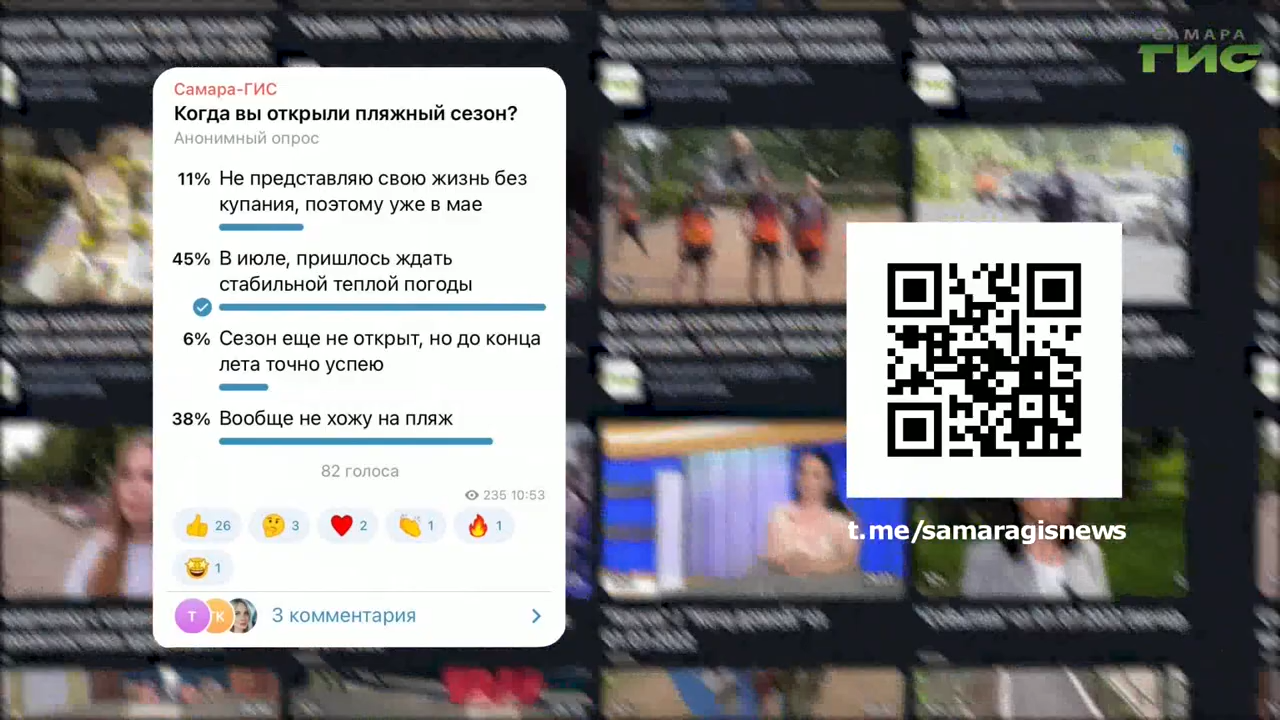 САМАРА
ГИС
Самара-ГИС
Когда вы открыли пляжный сезон?
Анонимный опрос
11% Не представляю свою жизнь без
купания, поэтому уже в мае
45% В июле, пришлось ждать
стабильной теплой погоды
6% Сезон еще не открыт, но до конца
лета точно успею
38% Вообще не хожу на пляж
82 голоса
235 10:53
26 3 2 1 1
1
Т ГК 3 комментария
t.me/samaragisnews